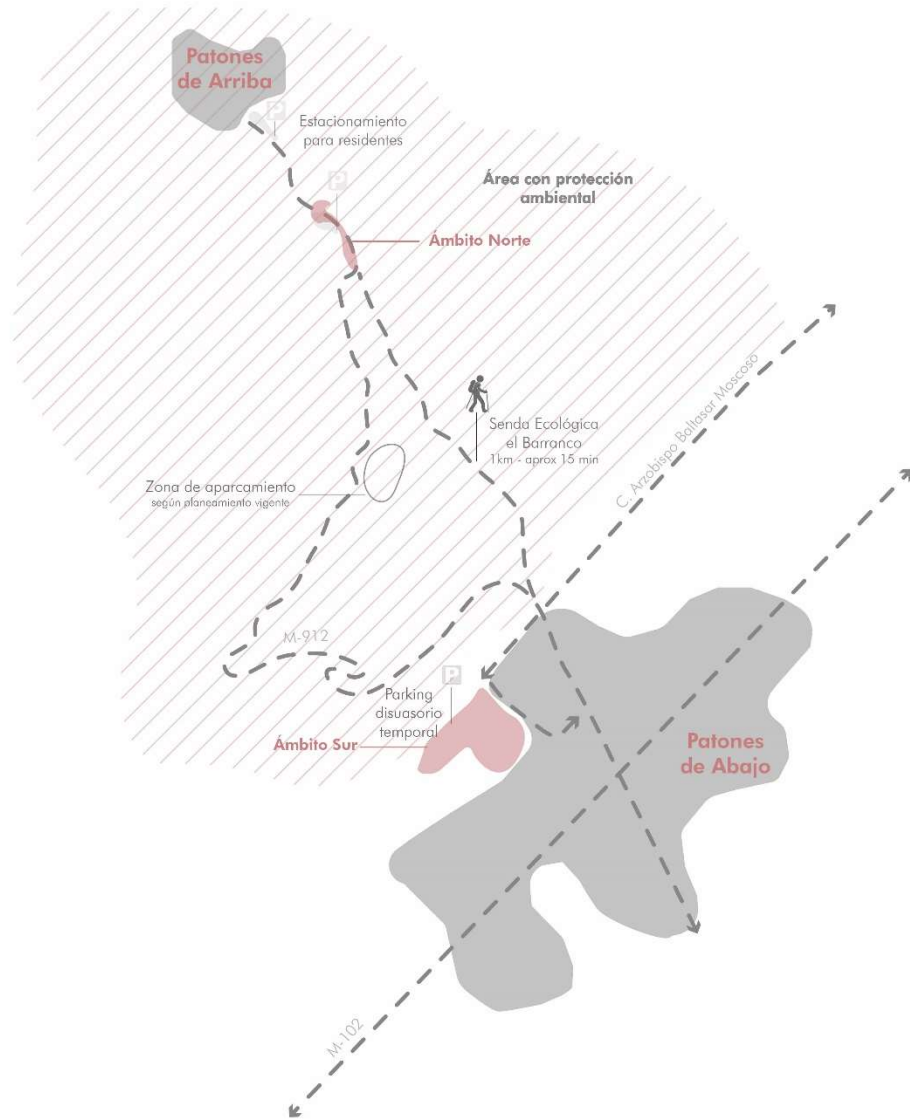 Patones
de Arriba
P
Estacionamiento
para residentes
Área con protección
ambiental
P
Ámbito Norte
C. Arzobispo Baltasar Moscoso
Senda Ecológica
el Barranco
1km - aprox 15 min
Zona de aparcamiento
según planeamiento vigente
M-912
P
Parking
disuasorio
temporal
Ámbito Sur
Patones
de Abajo
M-102